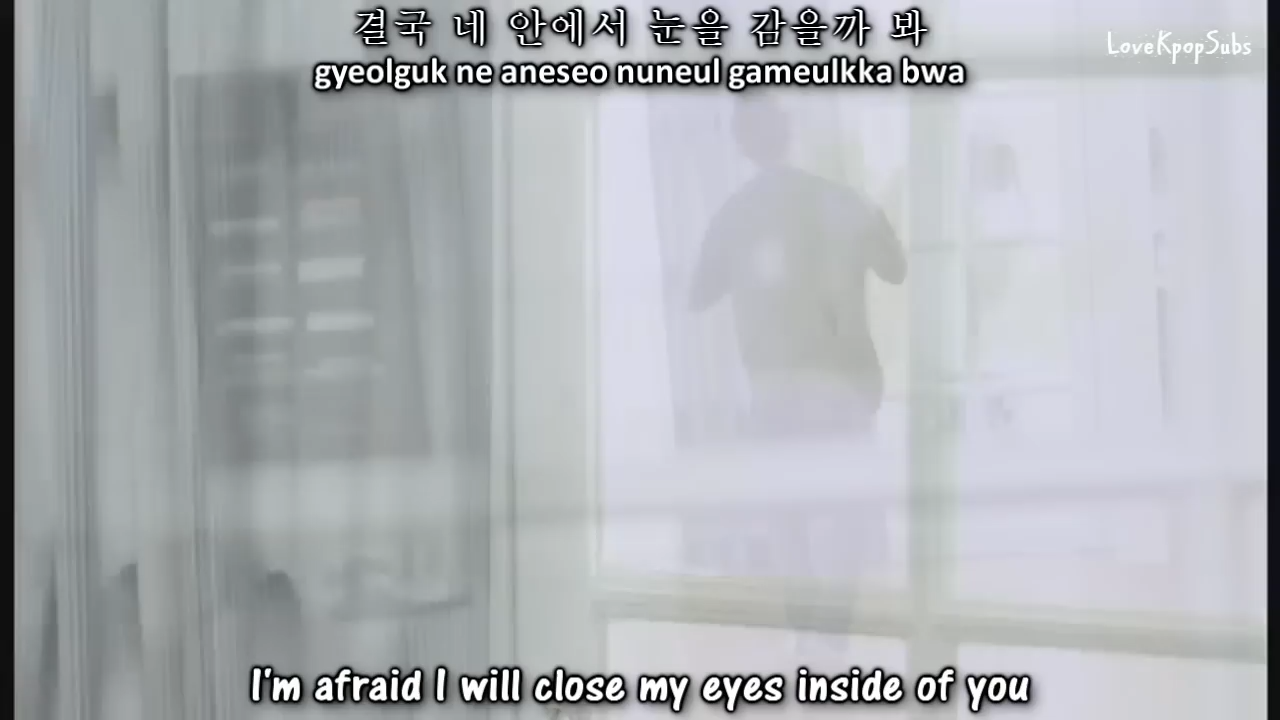 결국 네 안에서 눈을 감을까 봐
LoveKpopSubs
gyeolguk ne aneseo nuneul gameulkka bwa
I'm afraid I will close my eyes inside of you